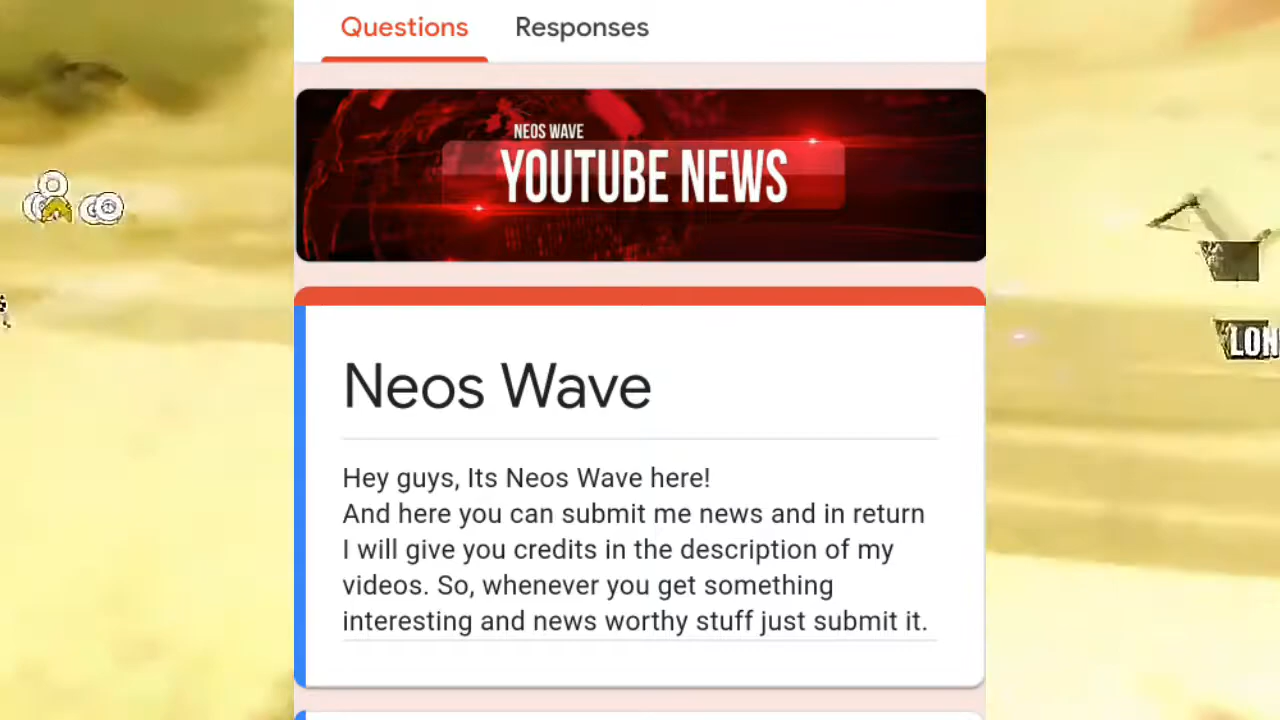 Questions Responses
NEOS WAVE
YOUTUBE NEWS
Neos Wave
Hey guys, Its Neos Wave here!
And here you can submit me news and in return
I will give you credits in the description of my
videos. So, whenever you get something
interesting and news worthy stuff just submit it.
LON